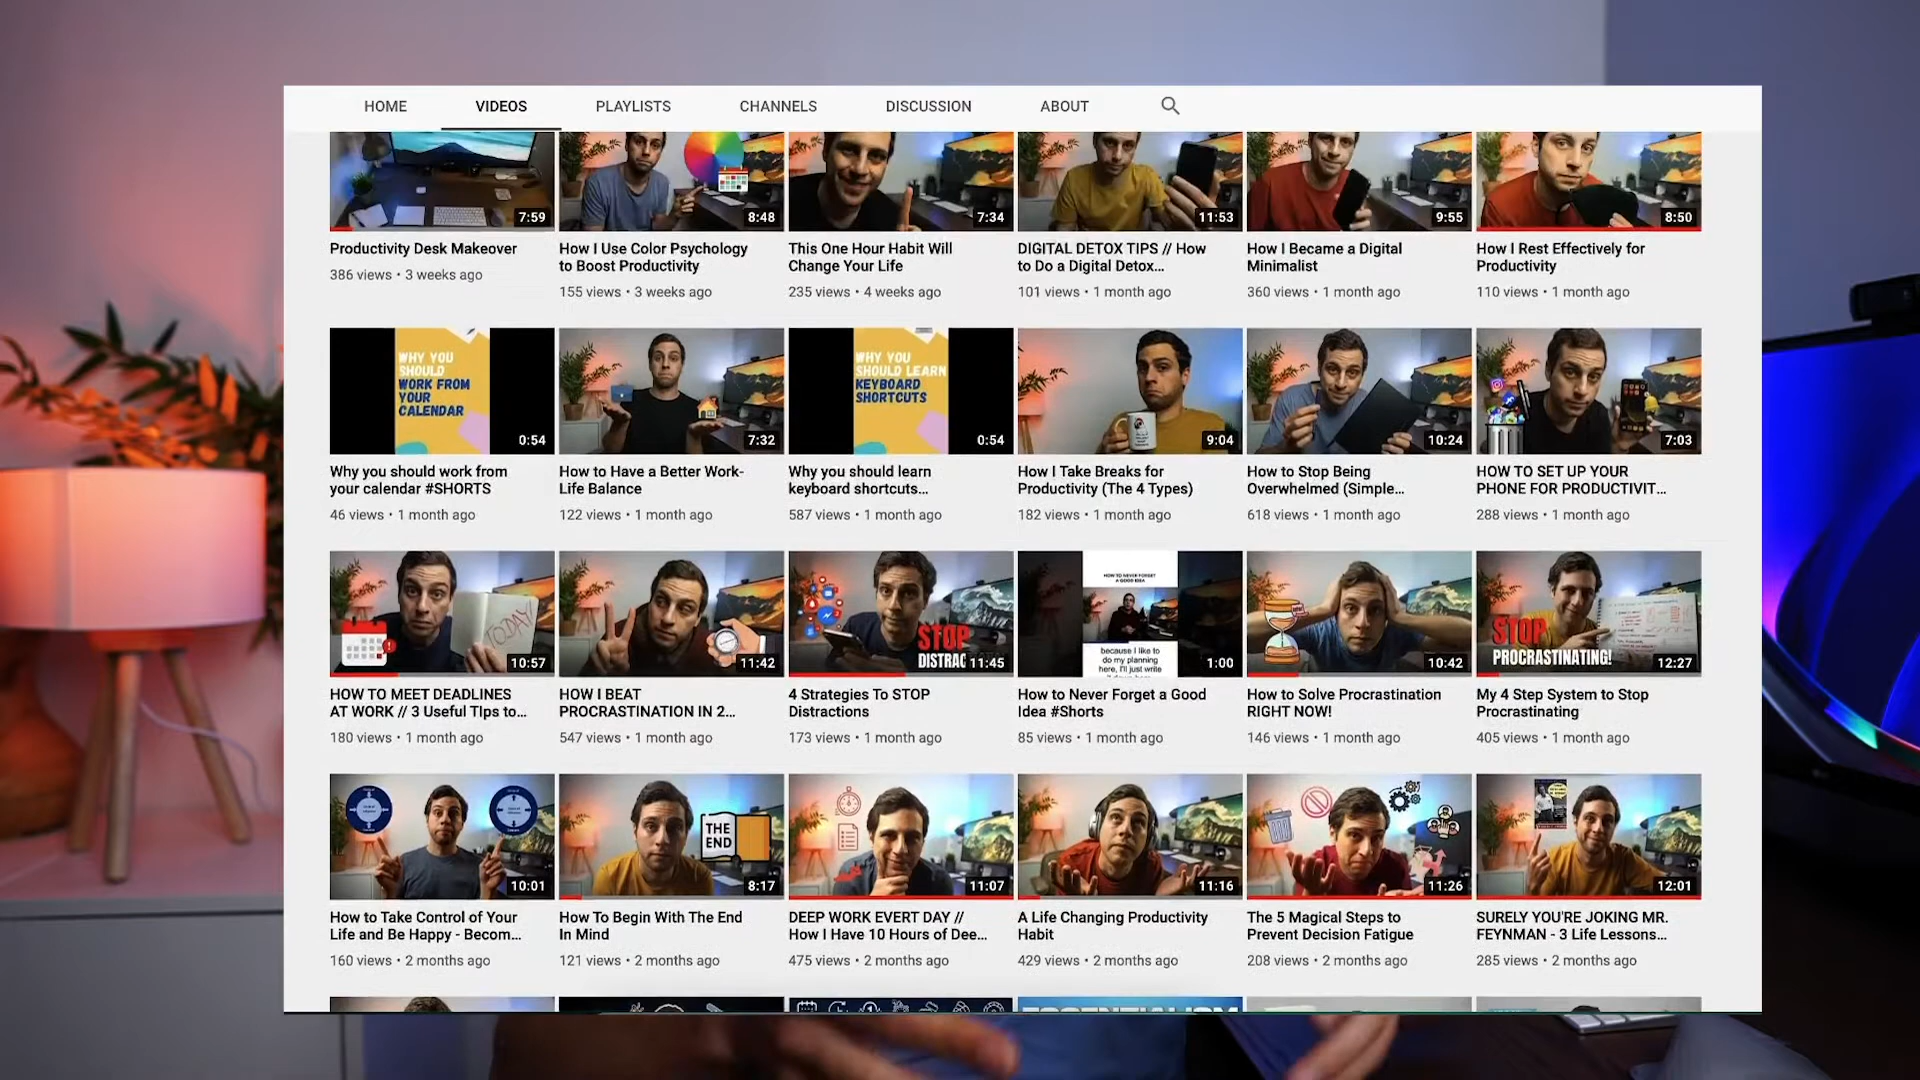 HOME VIDEOS PLAYLISTS CHANNELS DISCUSSION ABOUT
7:59 8:48 7:34 11:53 9:55 8:50
Productivity Desk Makeover
386 views • 3 weeks ago
How I Use Color Psychology
to Boost Productivity
155 views • 3 weeks ago
This One Hour Habit Will
Change Your Life
235 views • 4 weeks ago
DIGITAL DETOX TIPS // How
to Do a Digital Detox...
101 views • 1 month ago
How I Became a Digital
Minimalist
360 views • 1 month ago
How I Rest Effectively for
Productivity
110 views • 1 month ago
WHY YOU
SHOULD
WORK FROM
YOUR
CALENDAR
0:54
Why you should work from
your calendar #SHORTS
46 views • 1 month ago
7:32
How to Have a Better Work-
Life Balance
122 views • 1 month ago
WHY YOU
SHOULD LEARN
KEYBOARD
SHORTCUTS
0:54
Why you should learn
keyboard shortcuts...
587 views • 1 month ago
9:04
How I Take Breaks for
Productivity (The 4 Types)
182 views • 1 month ago
10:24
How to Stop Being
Overwhelmed (Simple...
618 views • 1 month ago
7:03
HOW TO SET UP YOUR
PHONE FOR PRODUCTIVIT...
288 views • 1 month ago
TODAY
10:57
HOW TO MEET DEADLINES
AT WORK // 3 Useful TIps to...
180 views • 1 month ago
11:42
HOW I BEAT
PROCRASTINATION IN 2...
547 views • 1 month ago
STOP
DISTRAC
11:45
4 Strategies To STOP
Distractions
173 views • 1 month ago
HOW TO NEVER FORGET
A GOOD IDEA
because I like to
do my planning
here, I'll just write
1:00
How to Never Forget a Good
Idea #Shorts
85 views • 1 month ago
10:42
How to Solve Procrastination
RIGHT NOW!
146 views • 1 month ago
STOP
PROCRASTINATING!
12:27
My 4 Step System to Stop
Procrastinating
405 views • 1 month ago
10:01
How to Take Control of Your
Life and Be Happy - Becom...
160 views • 2 months ago
THE
END
8:17
How To Begin With The End
In Mind
121 views • 2 months ago
11:07
DEEP WORK EVERT DAY //
How I Have 10 Hours of Dee...
475 views • 2 months ago
11:16
A Life Changing Productivity
Habit
429 views • 2 months ago
11:26
The 5 Magical Steps to
Prevent Decision Fatigue
208 views • 2 months ago
12:01
SURELY YOU'RE JOKING MR.
FEYNMAN - 3 Life Lessons...
285 views • 2 months ago
ESSENTIALISM